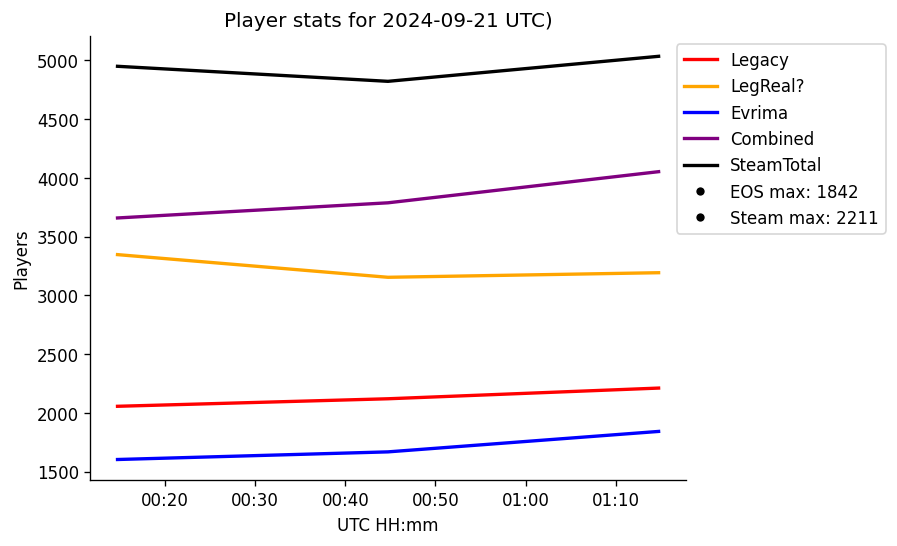 Player stats for 2024-09-21 UTC)
Players
5000
4500
4000
3500
3000
2500
2000
1500
00:20 00:30 00:40 00:50 01:00 01:10
UTC HH:mm
Legacy
LegReal?
Evrima
Combined
SteamTotal
EOS max: 1842
Steam max: 2211